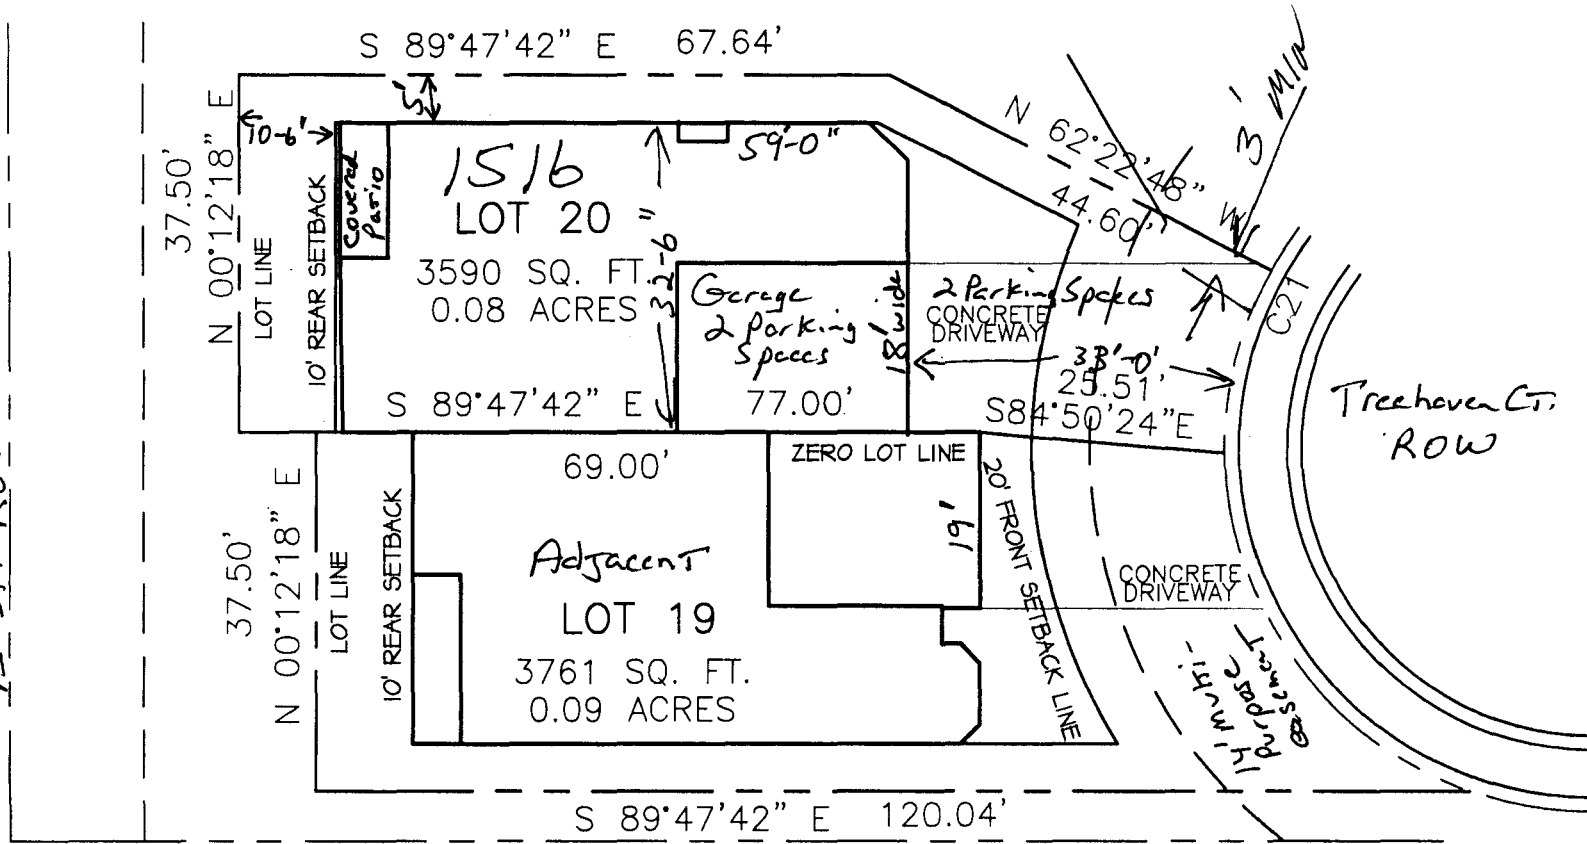 S 89°47'42" E 67.64'
5'
10-6'
37.50'
N 00°12'18" E
LOT LINE
10' REAR SETBACK
Covered
Patio
1516
LOT 20
3590 SQ. FT.
0.08 ACRES
32-6"
59'-0"
N 62°22'48" W
44.60'
3' Min
Garage
2 Parking
Spaces
18' wide
2 Parking Spaces
CONCRETE
DRIVEWAY
33'-0'
25.51'
S84°50'24"E
C21
Treehaven CT.
ROW
S 89°47'42" E 77.00'
69.00'
ZERO LOT LINE
37.50'
N 00°12'18" E
LOT LINE
10' REAR SETBACK
Adjacent
LOT 19
3761 SQ. FT.
0.09 ACRES
19'
20' FRONT SETBACK LINE
CONCRETE
DRIVEWAY
14' Multi-
Purpose
easement
S 89°47'42" E 120.04'